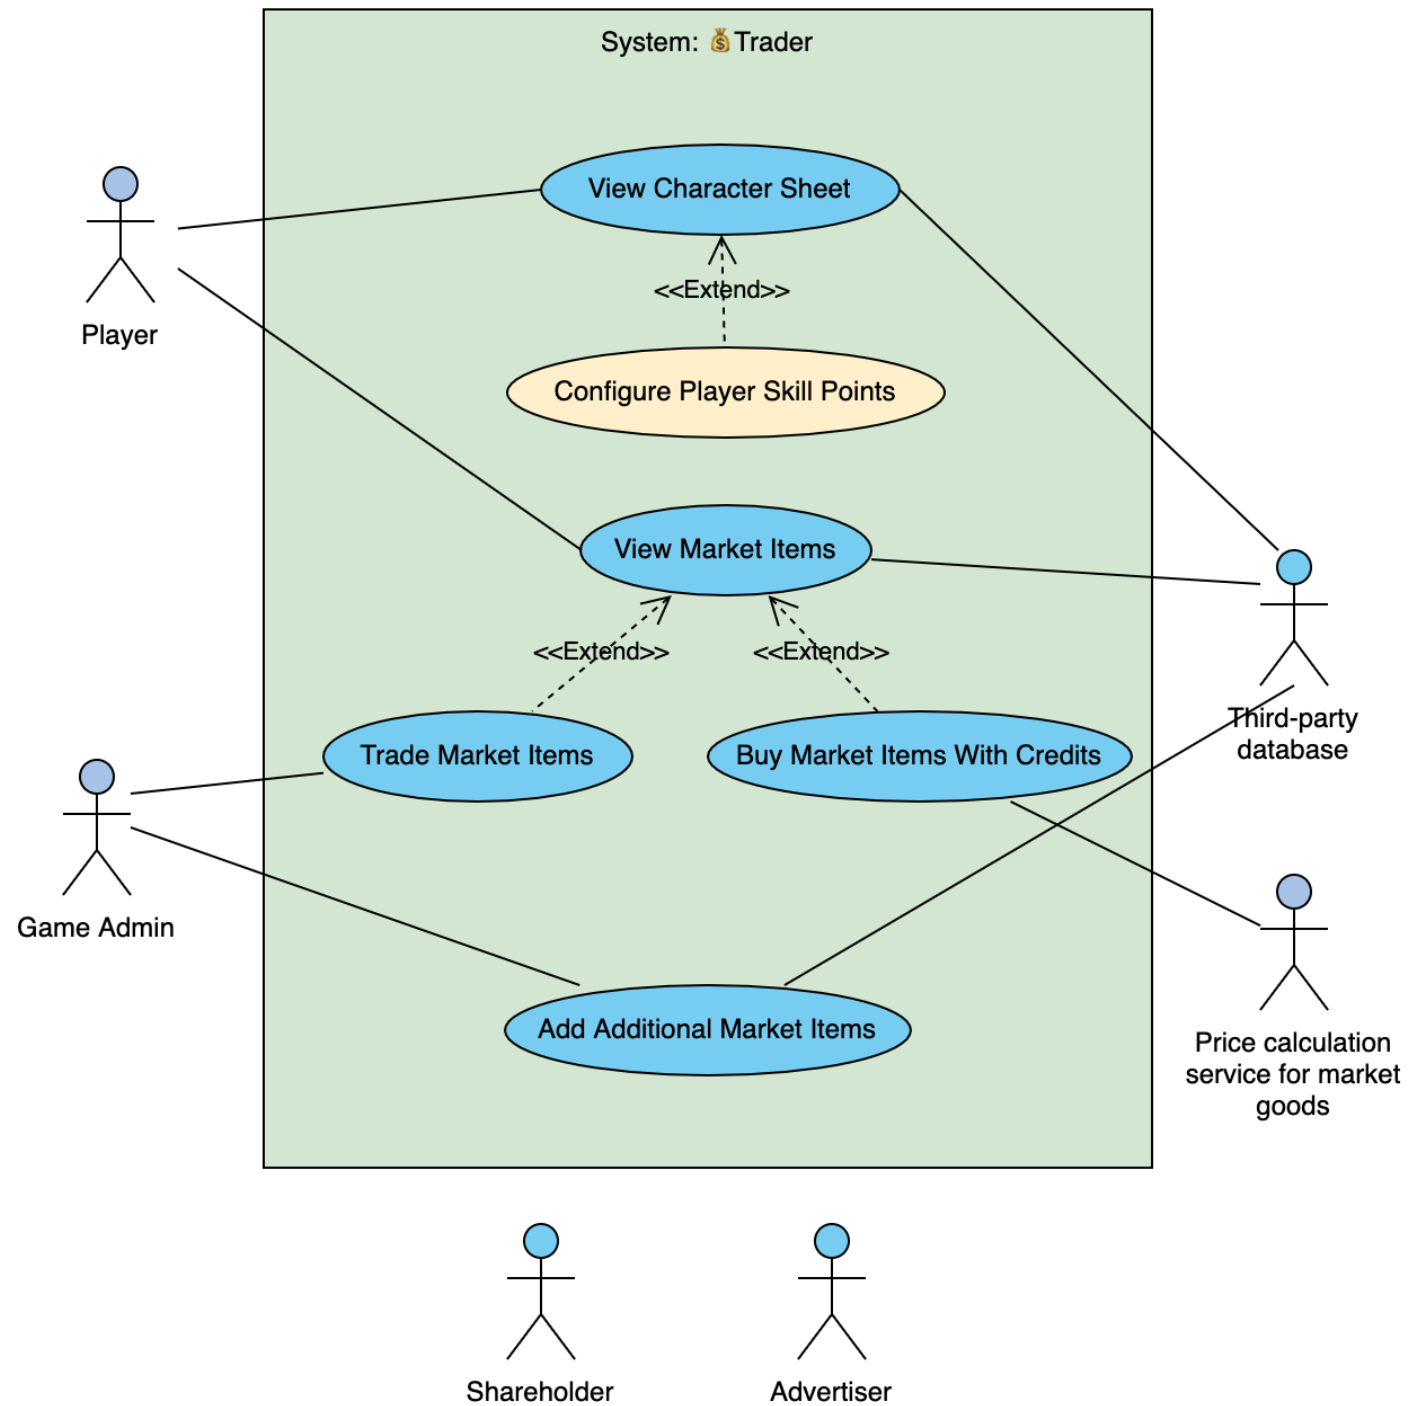 System: 💰Trader
View Character Sheet
Player
<<Extend>>
Configure Player Skill Points
View Market Items
<<Extend>>
<<Extend>>
Third-party
database
Trade Market Items
Buy Market Items With Credits
Game Admin
Add Additional Market Items
Price calculation
service for market
goods
Shareholder
Advertiser